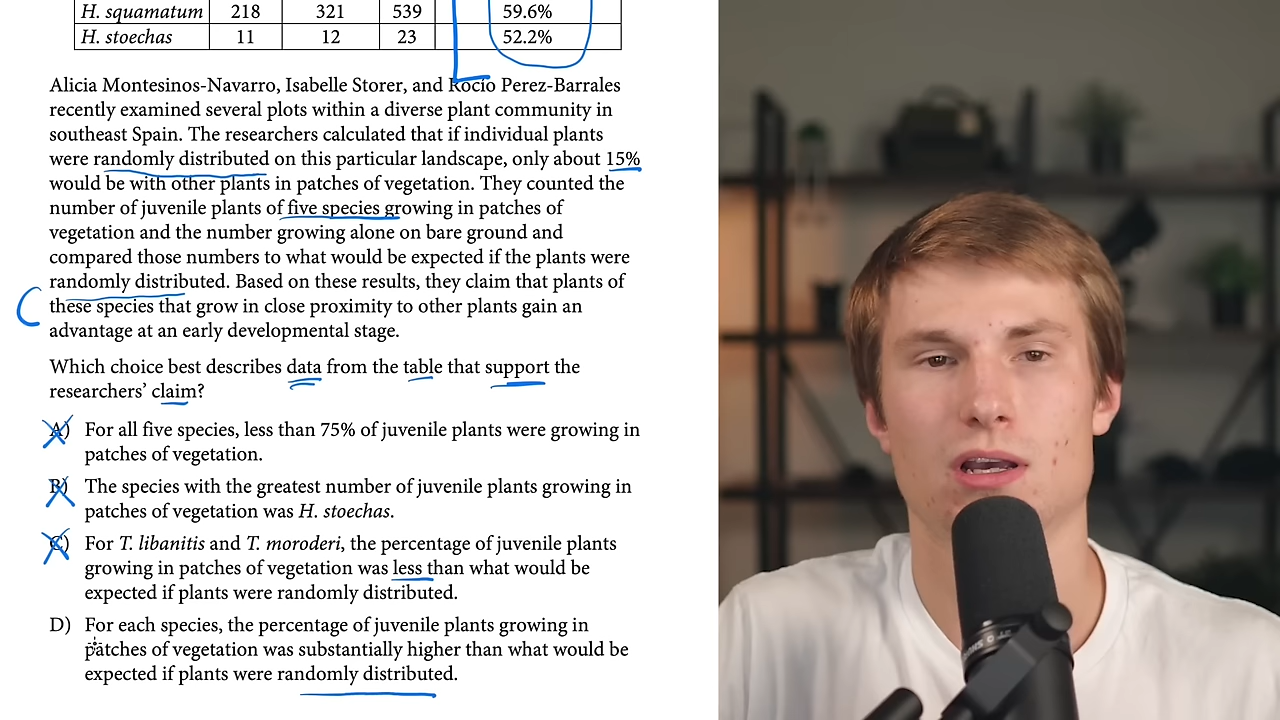 H. squamatum 218 321 539 59.6%
H. stoechas 11 12 23 52.2%
Alicia Montesinos-Navarro, Isabelle Storer, and Rocío Perez-Barrales
recently examined several plots within a diverse plant community in
southeast Spain. The researchers calculated that if individual plants
were randomly distributed on this particular landscape, only about 15%
would be with other plants in patches of vegetation. They counted the
number of juvenile plants of five species growing in patches of
vegetation and the number growing alone on bare ground and
compared those numbers to what would be expected if the plants were
randomly distributed. Based on these results, they claim that plants of
these species that grow in close proximity to other plants gain an
advantage at an early developmental stage.
Which choice best describes data from the table that support the
researchers' claim?
A) For all five species, less than 75% of juvenile plants were growing in
patches of vegetation.
B) The species with the greatest number of juvenile plants growing in
patches of vegetation was H. stoechas.
C) For T. libanitis and T. moroderi, the percentage of juvenile plants
growing in patches of vegetation was less than what would be
expected if plants were randomly distributed.
D) For each species, the percentage of juvenile plants growing in
patches of vegetation was substantially higher than what would be
expected if plants were randomly distributed.